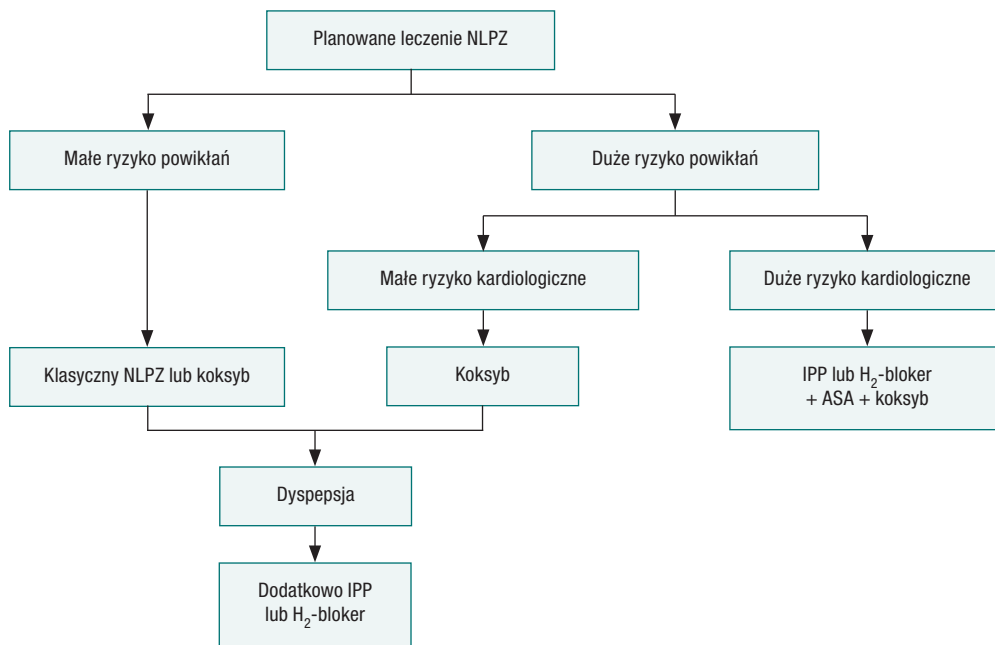 Planowane leczenie NLPZ
Małe ryzyko powikłań
Duże ryzyko powikłań
Małe ryzyko kardiologiczne
Duże ryzyko kardiologiczne
Klasyczny NLPZ lub koksyb
Koksyb
IPP lub H₂-bloker
+ ASA + koksyb
Dyspepsja
Dodatkowo IPP
lub H₂-bloker